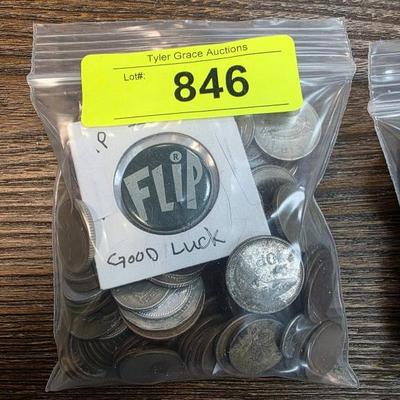 Tyler Grace Auctions
Lot#:
846
FLIP
®
GOOD LUCK